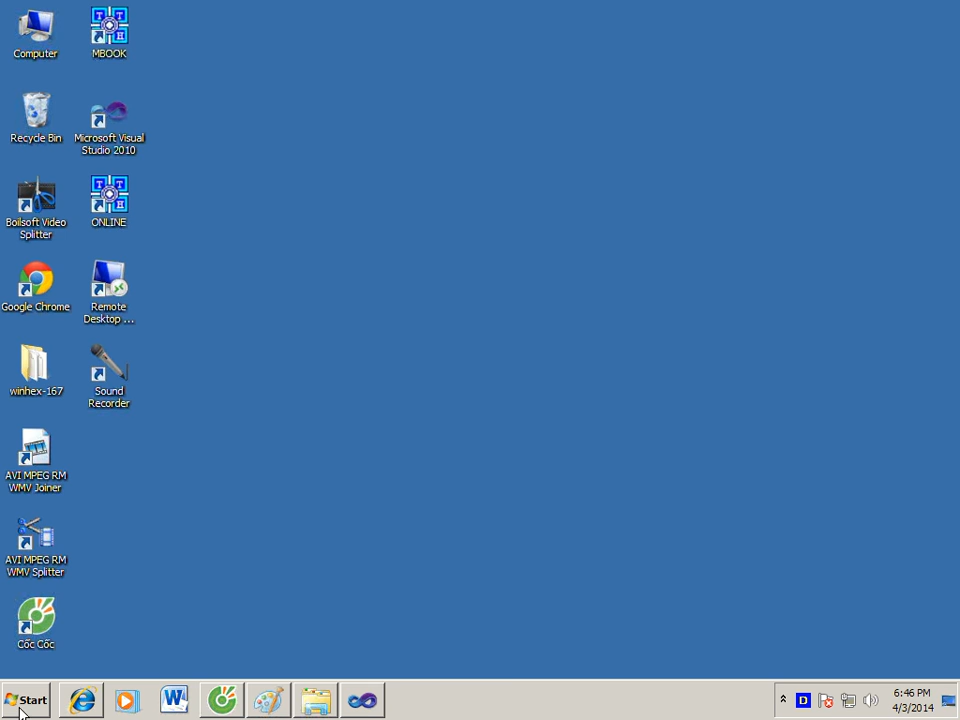 Computer
MBOOK
Recycle Bin
Microsoft Visual
Studio 2010
Boilsoft Video
Splitter
ONLINE
Google Chrome
Remote
Desktop ...
winhex-167
Sound
Recorder
AVI MPEG RM
WMV Joiner
AVI MPEG RM
WMV Splitter
Cốc Cốc
Start
6:46 PM
4/3/2014